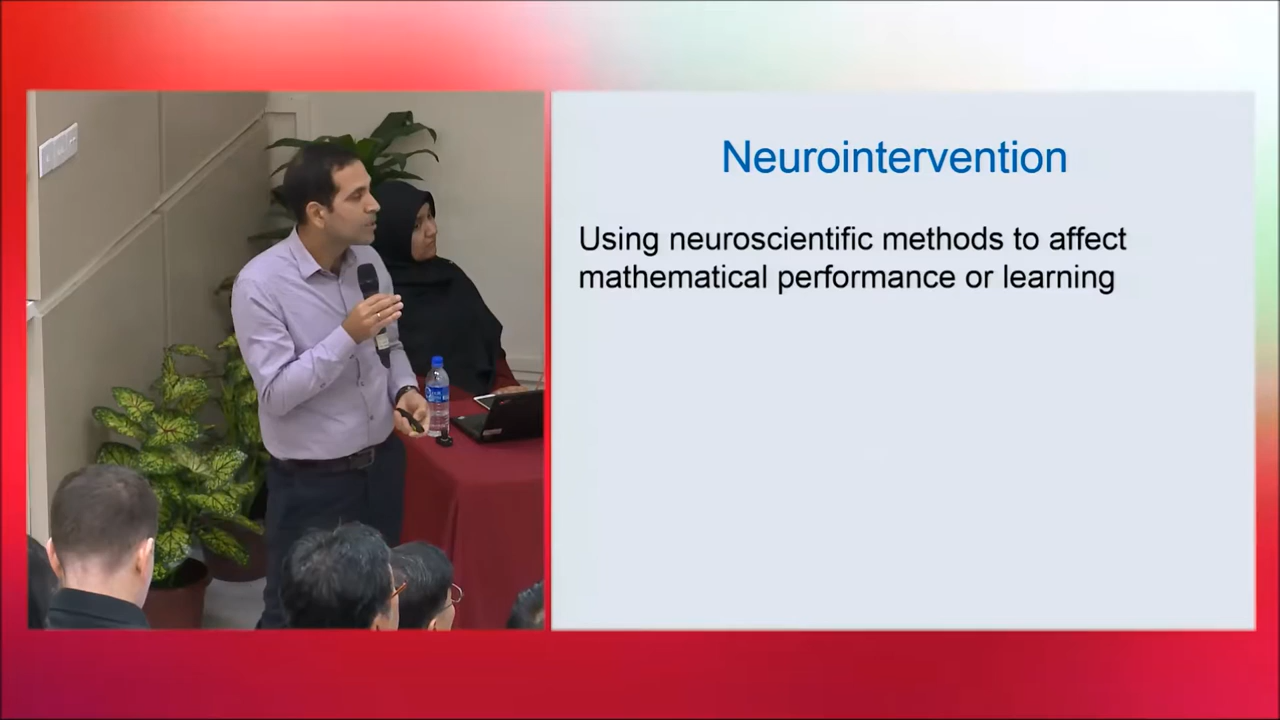 Neurointervention
Using neuroscientific methods to affect
mathematical performance or learning